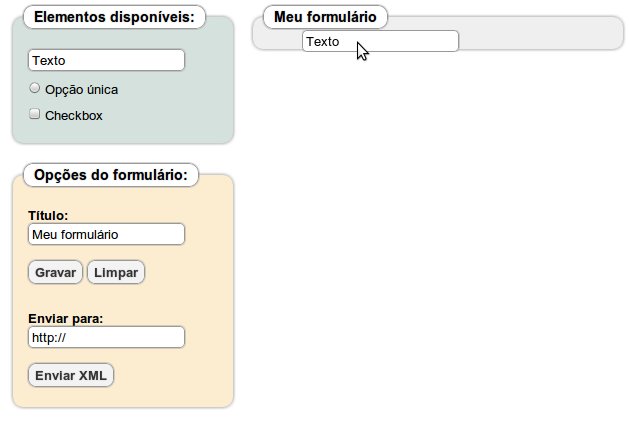 Elementos disponíveis:
Texto
Opção única
Checkbox
Opções do formulário:
Título:
Meu formulário
Gravar Limpar
Enviar para:
http://
Enviar XML
Meu formulário
Texto